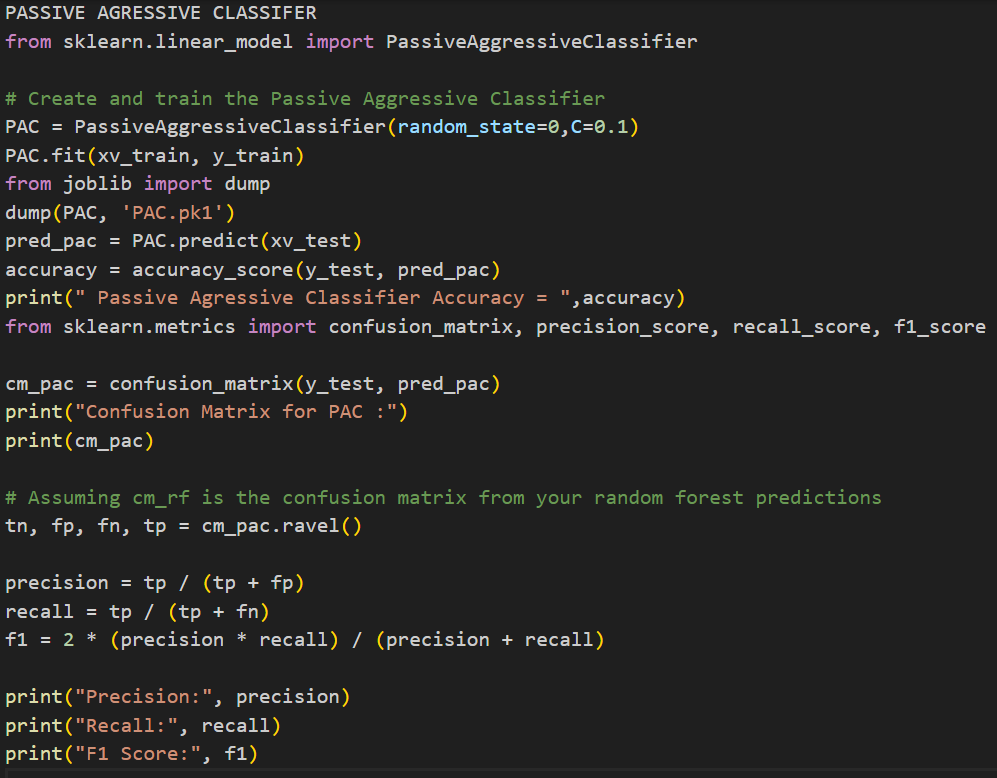 PASSIVE AGRESSIVE CLASSIFER
from sklearn.linear_model import PassiveAggressiveClassifier
# Create and train the Passive Aggressive Classifier
PAC = PassiveAggressiveClassifier(random_state=0,C=0.1)
PAC.fit(xv_train, y_train)
from joblib import dump
dump(PAC, 'PAC.pk1')
pred_pac = PAC.predict(xv_test)
accuracy = accuracy_score(y_test, pred_pac)
print(" Passive Agressive Classifier Accuracy = ",accuracy)
from sklearn.metrics import confusion_matrix, precision_score, recall_score, f1_score
cm_pac = confusion_matrix(y_test, pred_pac)
print("Confusion Matrix for PAC :")
print(cm_pac)
# Assuming cm_rf is the confusion matrix from your random forest predictions
tn, fp, fn, tp = cm_pac.ravel()
precision = tp / (tp + fp)
recall = tp / (tp + fn)
f1 = 2 * (precision * recall) / (precision + recall)
print("Precision:", precision)
print("Recall:", recall)
print("F1 Score:", f1)